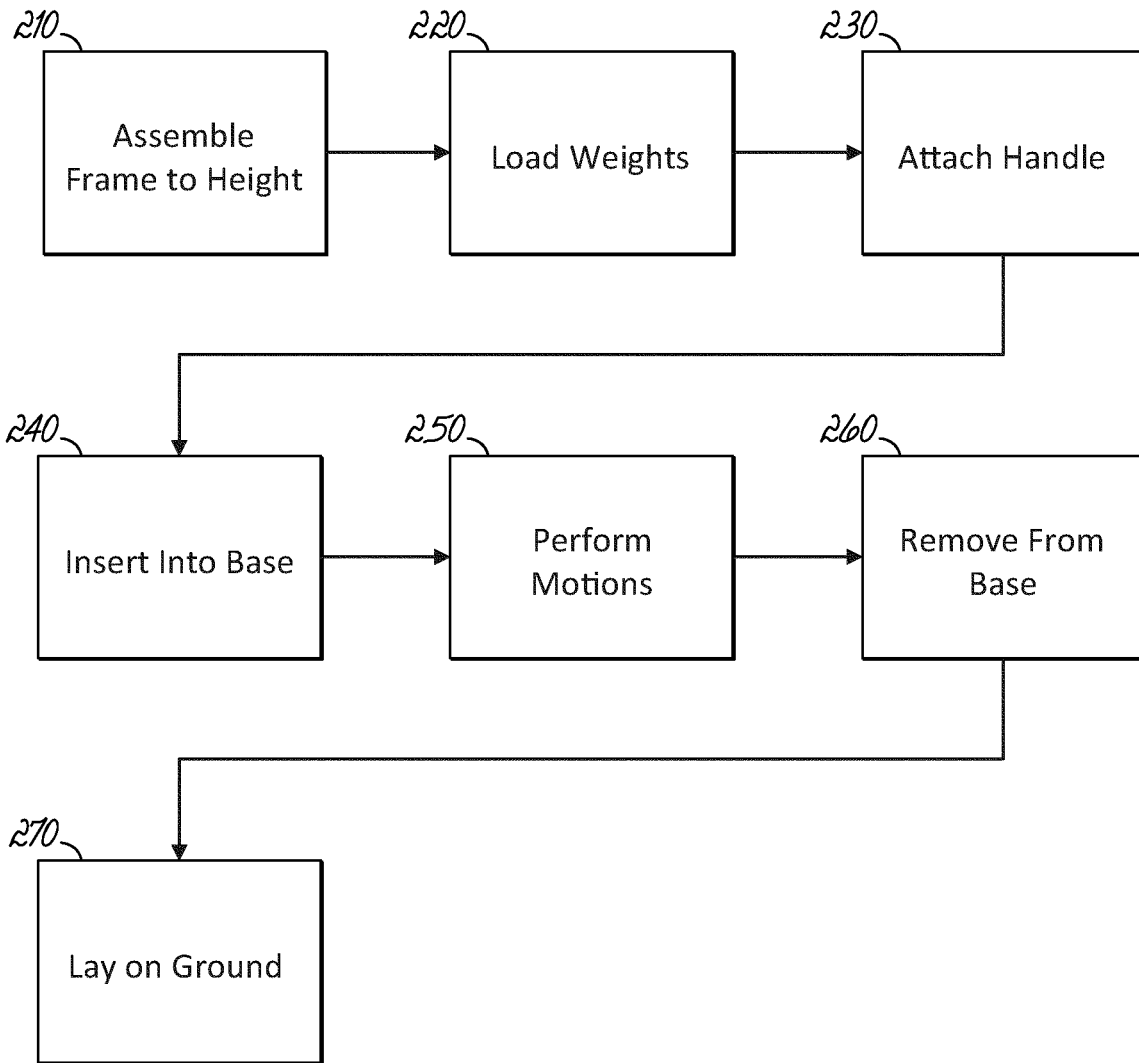 210
Assemble
Frame to Height
220
Load Weights
230
Attach Handle
240
Insert Into Base
250
Perform
Motions
260
Remove From
Base
270
Lay on Ground